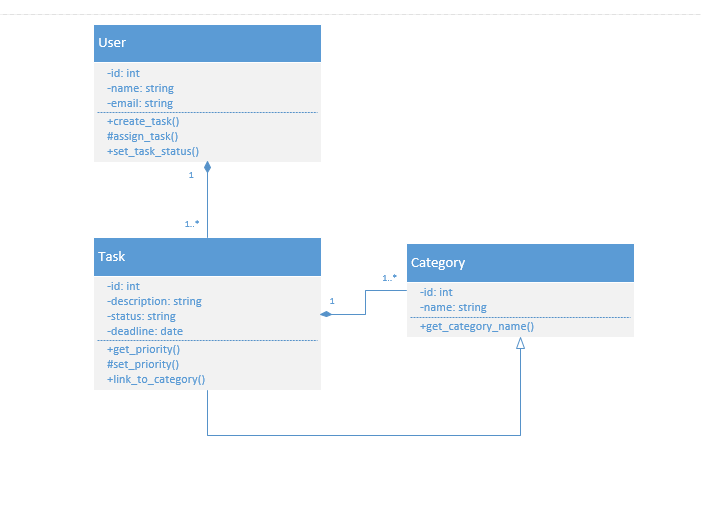 User
-id: int
-name: string
-email: string
+create_task()
#assign_task()
+set_task_status()
1
1..*
Task
-id: int
-description: string
-status: string
-deadline: date
+get_priority()
#set_priority()
+link_to_category()
1
1..*
Category
-id: int
-name: string
+get_category_name()